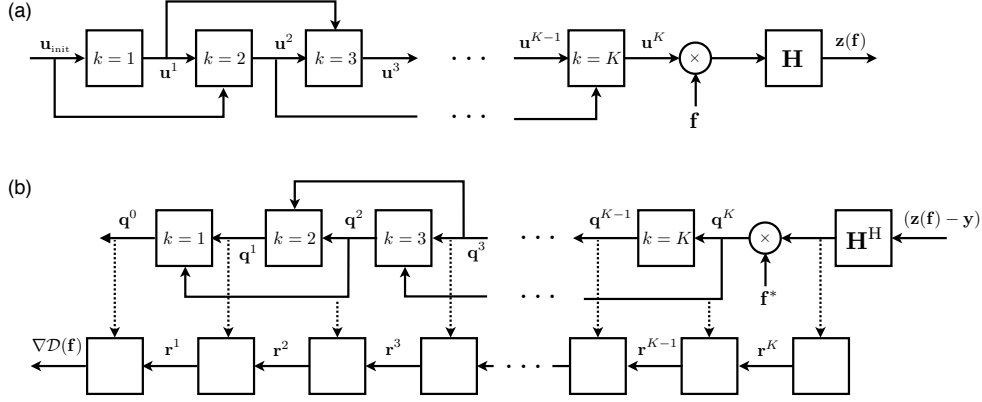 (a)
u_init k = 1 u^1 k = 2 u^2 k = 3 u^3 · · · u^{K−1} k = K u^K × H z(f)
· · · f
(b)
q^0 k = 1 q^1 k = 2 q^2 k = 3 q^3 · · · q^{K−1} k = K q^K × H^H (z(f) − y)
· · · f*
∇D(f) r^1 r^2 r^3 · · · r^{K−1} r^K